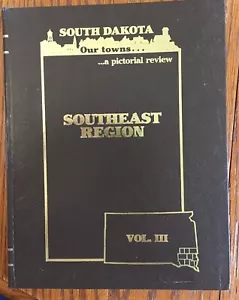 SOUTH DAKOTA
... Our towns...
...a pictorial review
SOUTHEAST
REGION
VOL. III